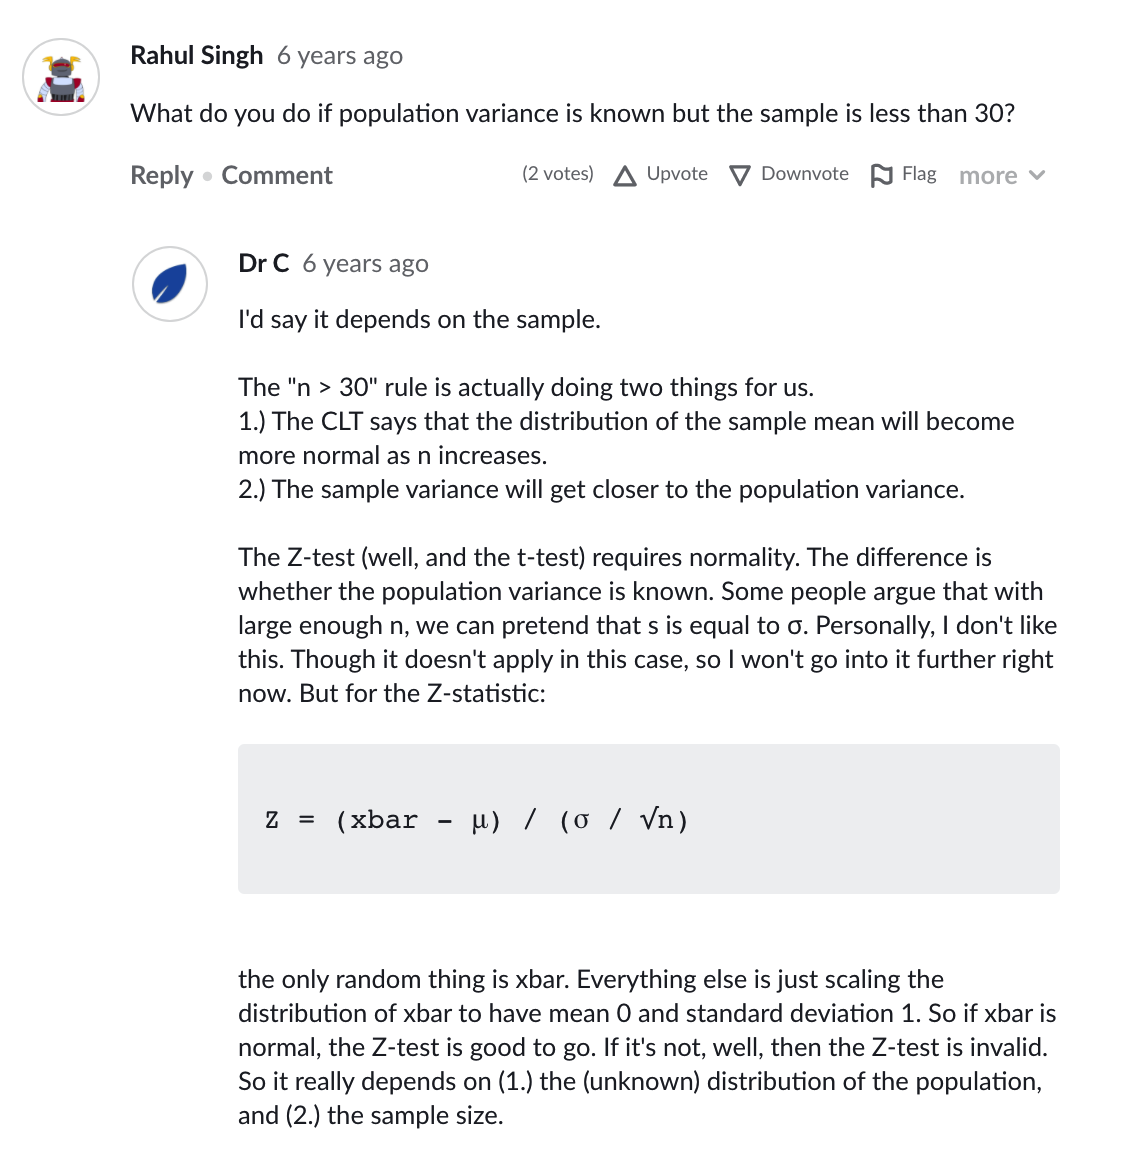 Rahul Singh 6 years ago
What do you do if population variance is known but the sample is less than 30?
Reply • Comment (2 votes) Upvote Downvote Flag more
Dr C 6 years ago
I'd say it depends on the sample.
The "n > 30" rule is actually doing two things for us.
1.) The CLT says that the distribution of the sample mean will become
more normal as n increases.
2.) The sample variance will get closer to the population variance.
The Z-test (well, and the t-test) requires normality. The difference is
whether the population variance is known. Some people argue that with
large enough n, we can pretend that s is equal to σ. Personally, I don't like
this. Though it doesn't apply in this case, so I won't go into it further right
now. But for the Z-statistic:
Z = (xbar - μ) / (σ / √n)
the only random thing is xbar. Everything else is just scaling the
distribution of xbar to have mean 0 and standard deviation 1. So if xbar is
normal, the Z-test is good to go. If it's not, well, then the Z-test is invalid.
So it really depends on (1.) the (unknown) distribution of the population,
and (2.) the sample size.